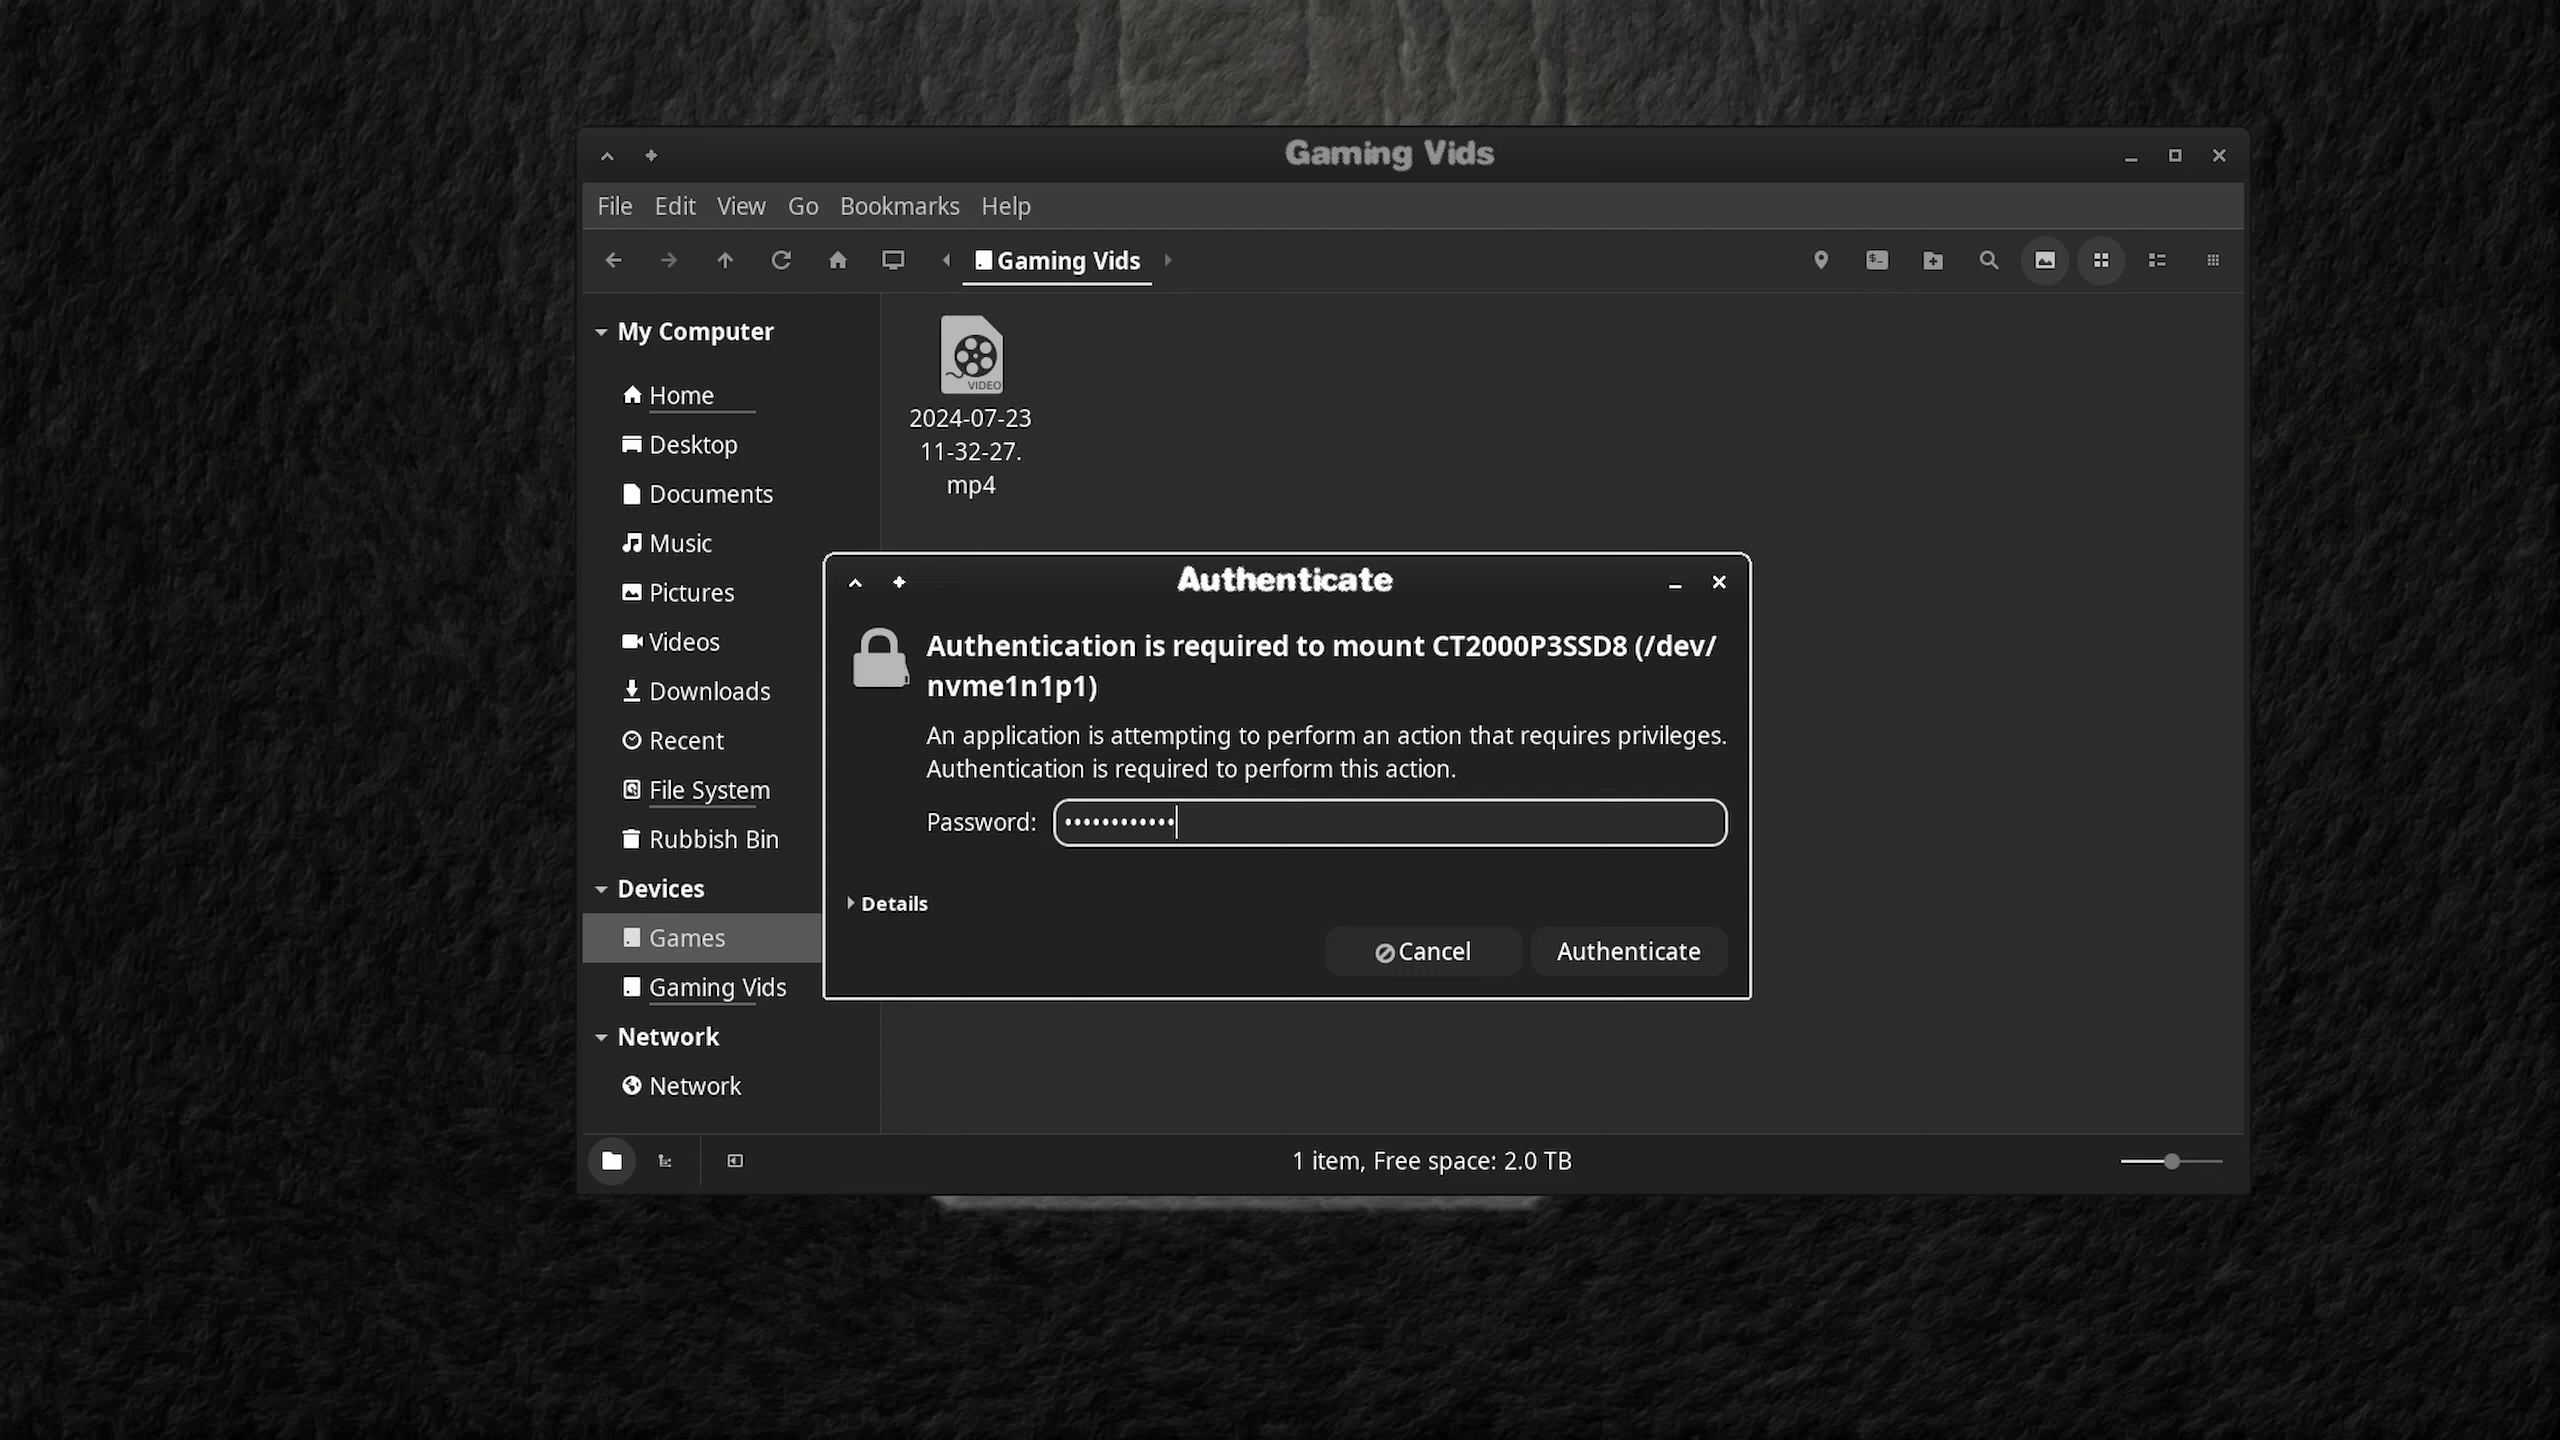 Gaming Vids
File Edit View Go Bookmarks Help
Gaming Vids
My Computer
Home
Desktop
Documents
Music
Pictures
Videos
Downloads
Recent
File System
Rubbish Bin
Devices
Games
Gaming Vids
Network
Network
VIDEO
2024-07-23
11-32-27.
mp4
Authenticate
Authentication is required to mount CT2000P3SSD8 (/dev/
nvme1n1p1)
An application is attempting to perform an action that requires privileges.
Authentication is required to perform this action.
Password: ••••••••••••
Details
Cancel Authenticate
1 item, Free space: 2.0 TB